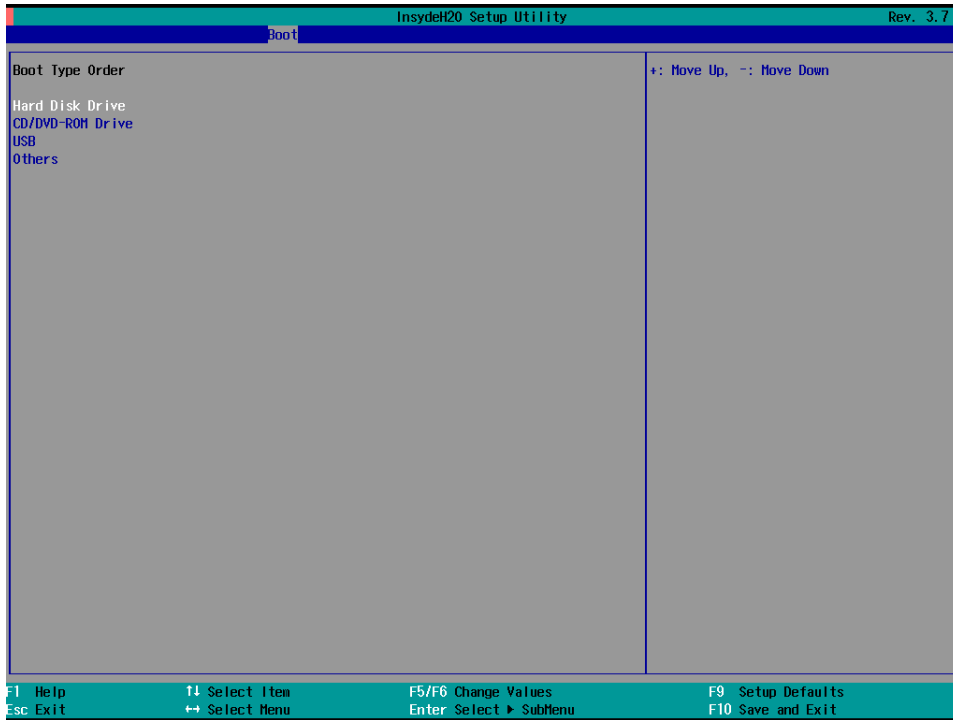 InsydeH20 Setup Utility Rev. 3.7
Boot
Boot Type Order
Hard Disk Drive
CD/DVD-ROM Drive
USB
Others
+: Move Up, -: Move Down
F1 Help ↑↓ Select Item F5/F6 Change Values F9 Setup Defaults
Esc Exit ↔ Select Menu Enter Select ▶ SubMenu F10 Save and Exit